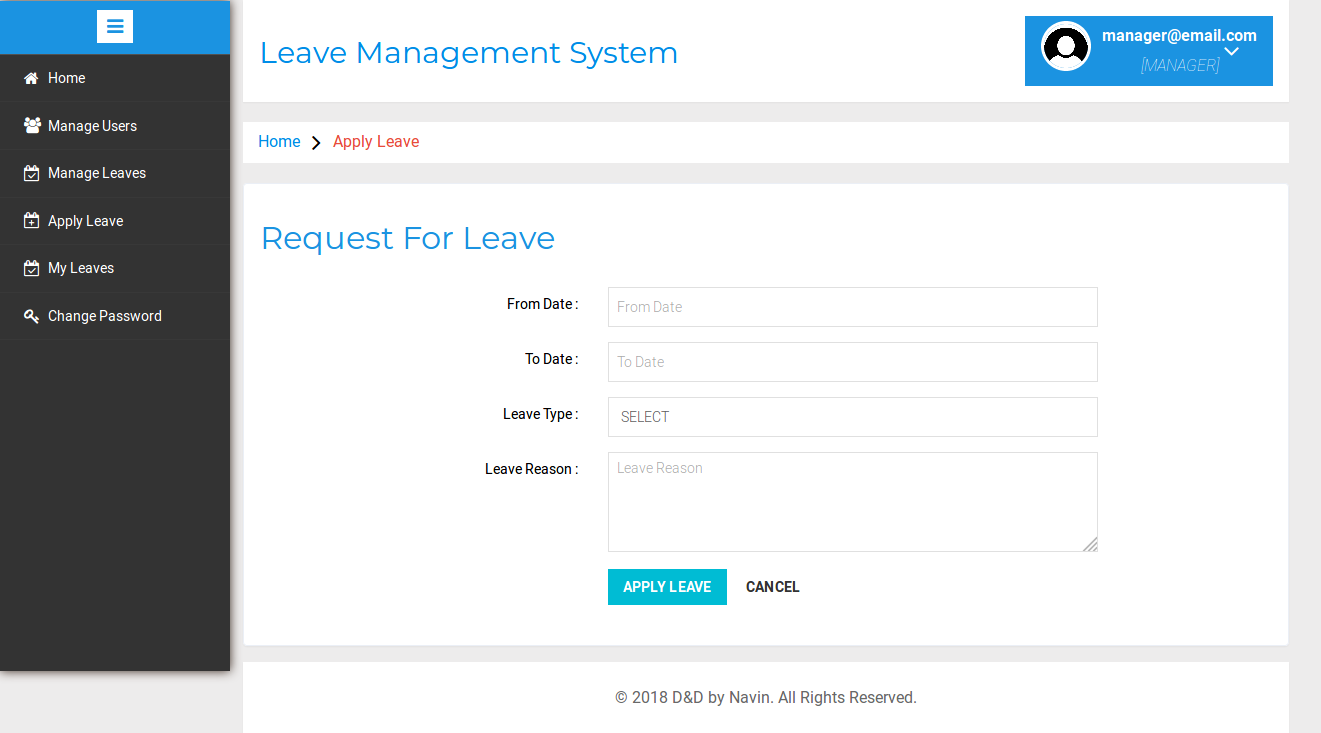 Leave Management System
manager@email.com
[MANAGER]
Home
Manage Users
Manage Leaves
Apply Leave
My Leaves
Change Password
Home
Apply Leave
Request For Leave
From Date :
From Date
To Date :
To Date
Leave Type :
SELECT
Leave Reason :
Leave Reason
APPLY LEAVE
CANCEL
© 2018 D&D by Navin. All Rights Reserved.